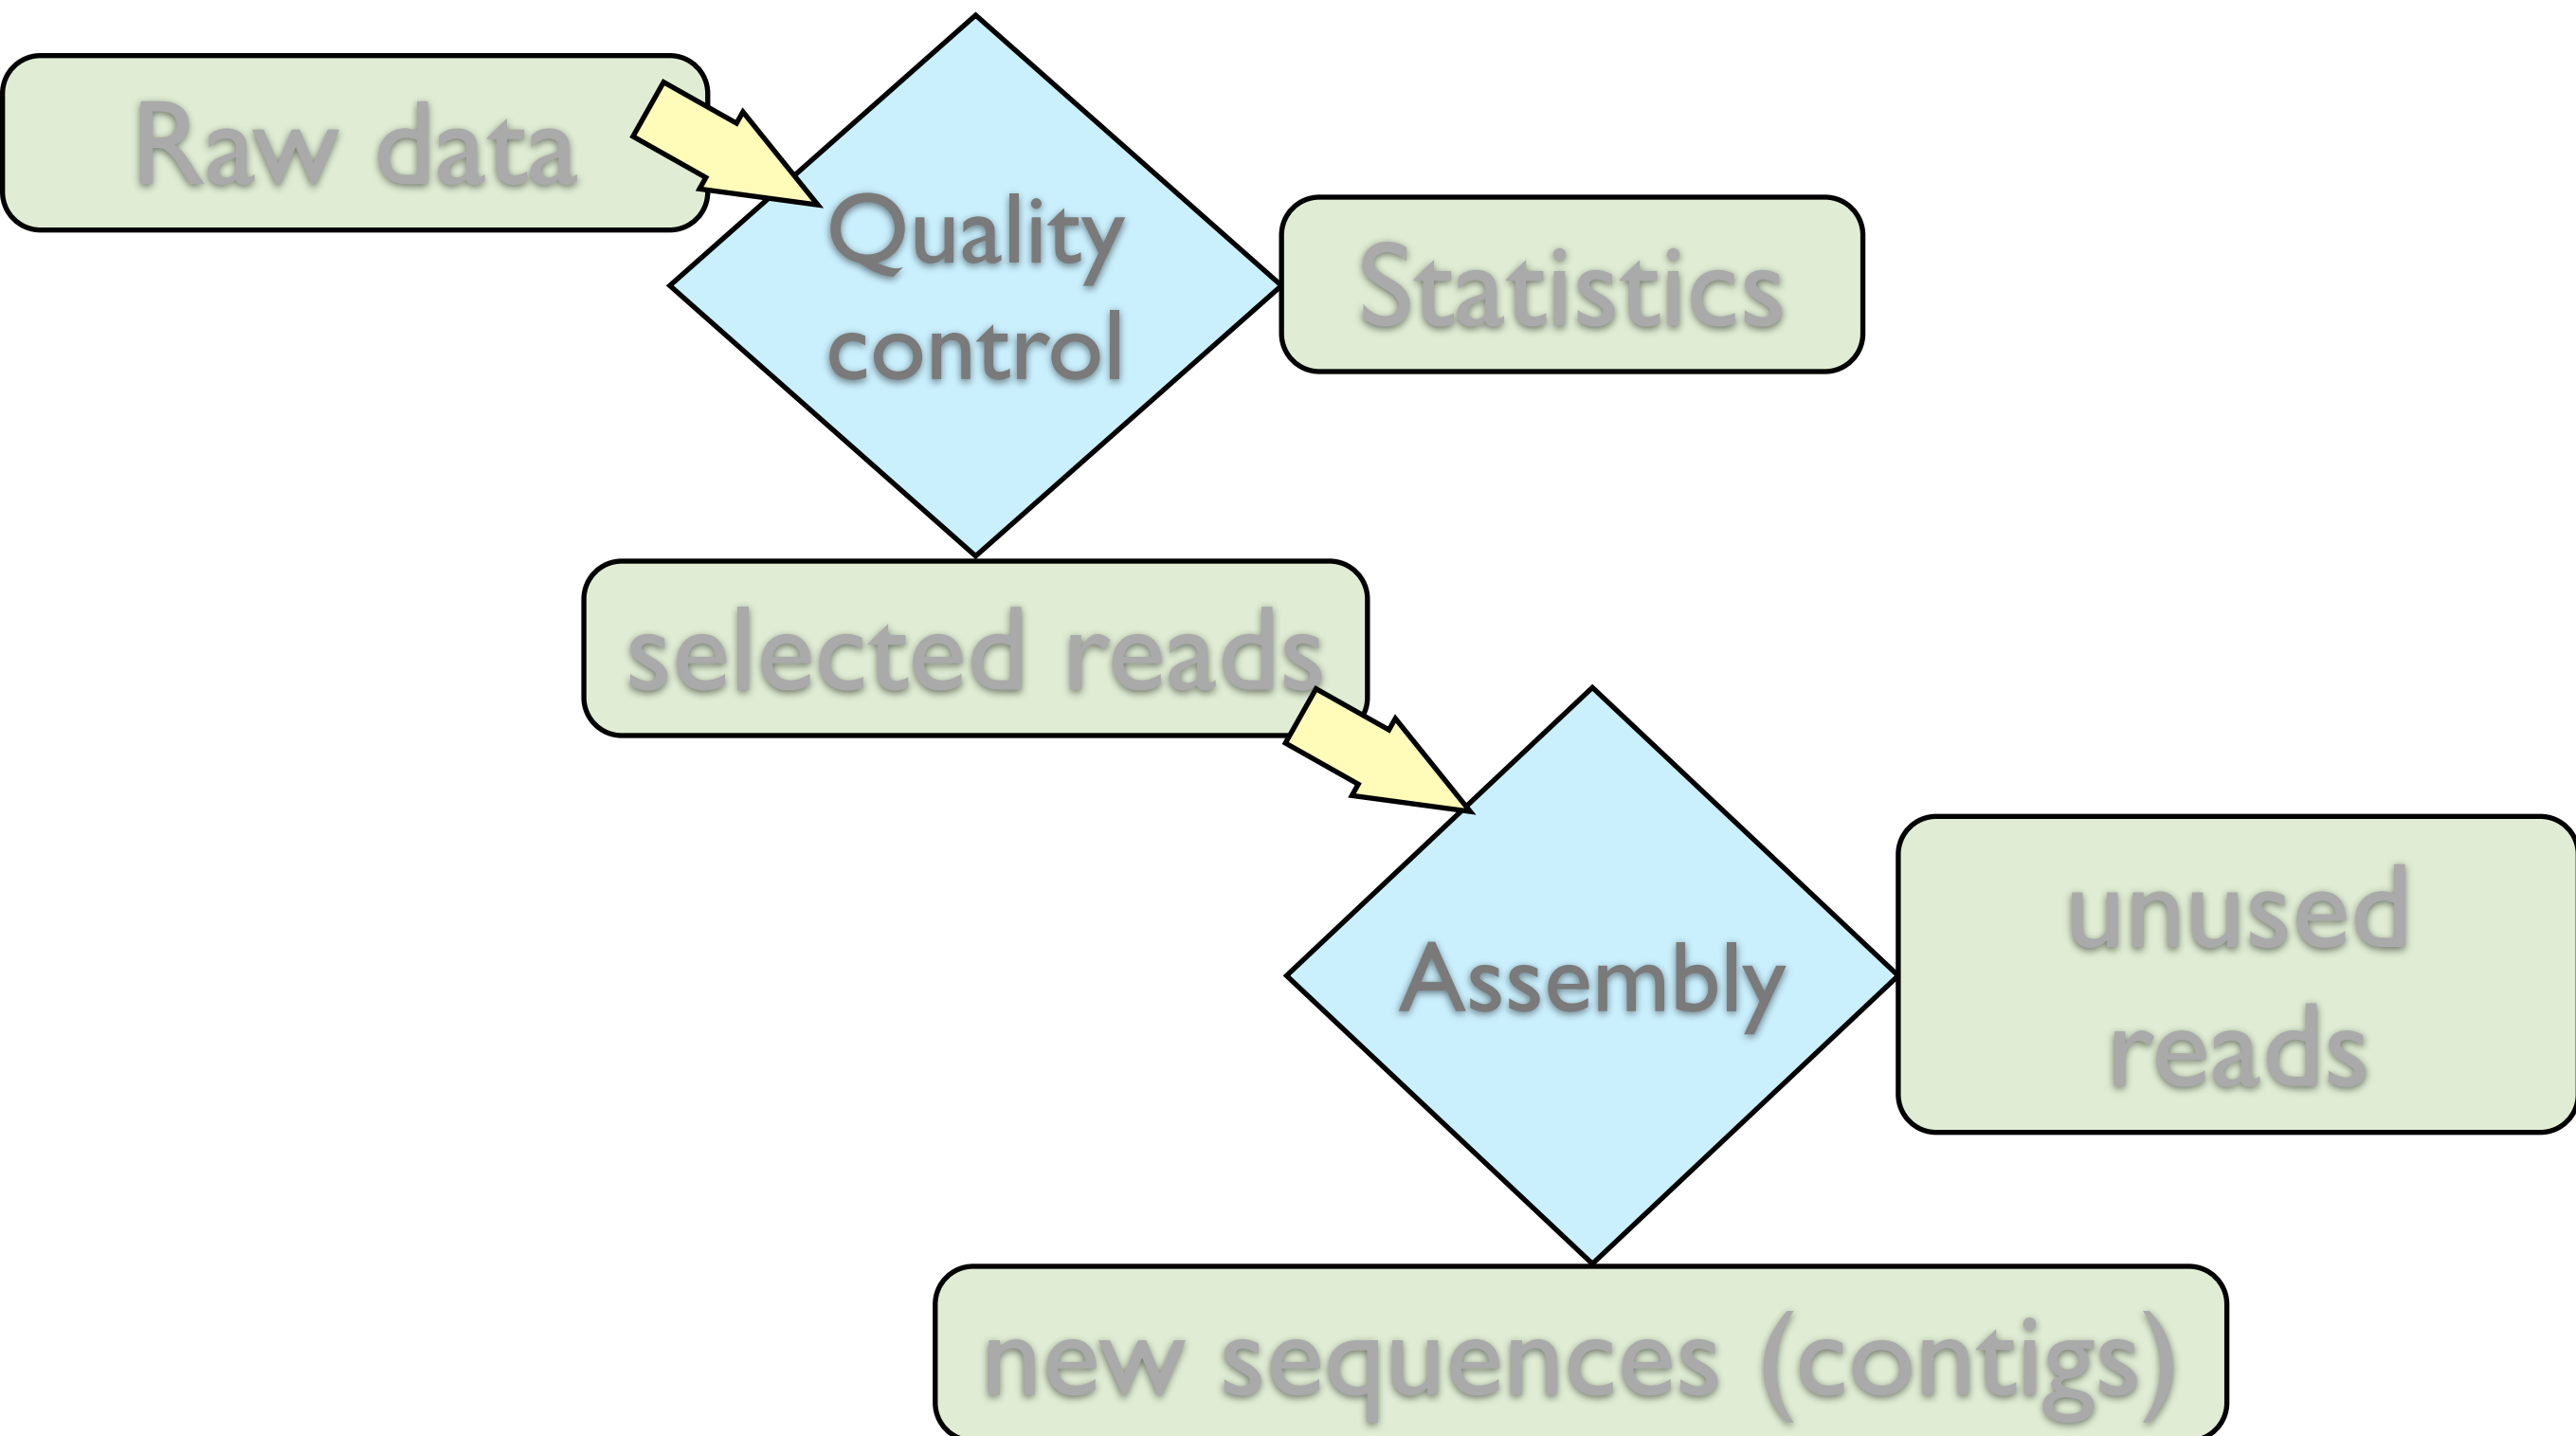 Raw data
Quality
control
Statistics
selected reads
Assembly
unused
reads
new sequences (contigs)